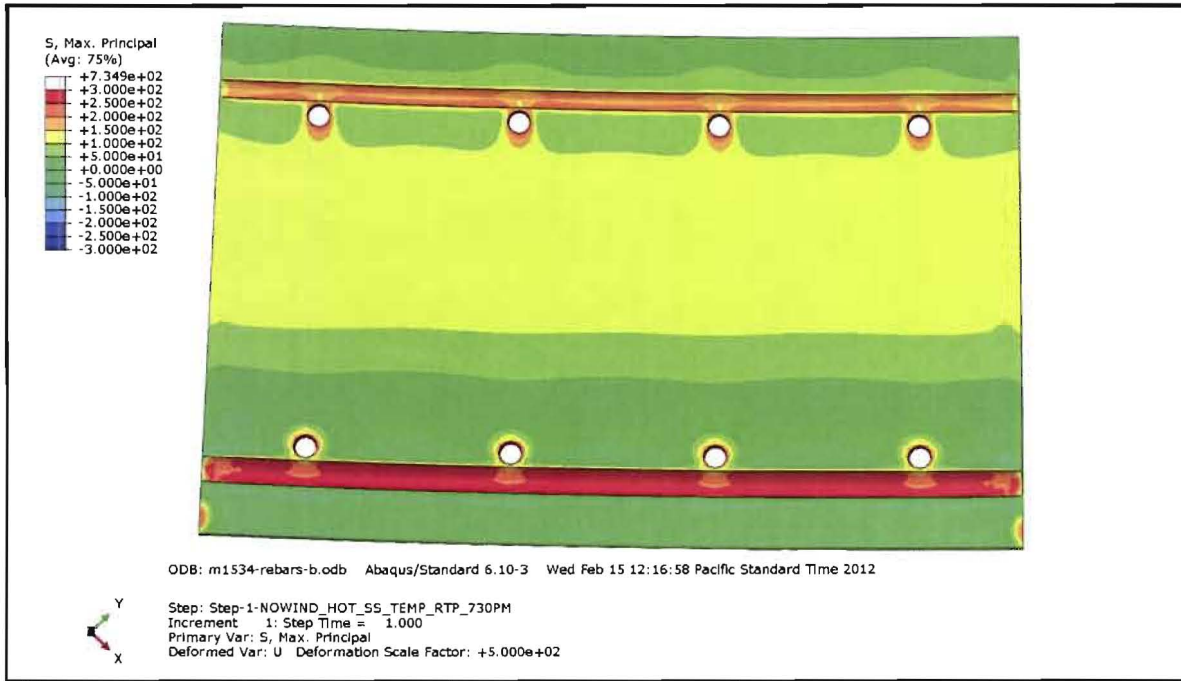 S, Max. Principal
(Avg: 75%)
+7.349e+02
+3.000e+02
+2.500e+02
+2.000e+02
+1.500e+02
+1.000e+02
+5.000e+01
+0.000e+00
-5.000e+01
-1.000e+02
-1.500e+02
-2.000e+02
-2.500e+02
-3.000e+02
ODB: m1534-rebars-b.odb Abaqus/Standard 6.10-3 Wed Feb 15 12:16:58 Pacific Standard Time 2012
Y
X
Step: Step-1-NOWIND_HOT_SS_TEMP_RTP_730PM
Increment 1: Step Time = 1.000
Primary Var: S, Max. Principal
Deformed Var: U Deformation Scale Factor: +5.000e+02